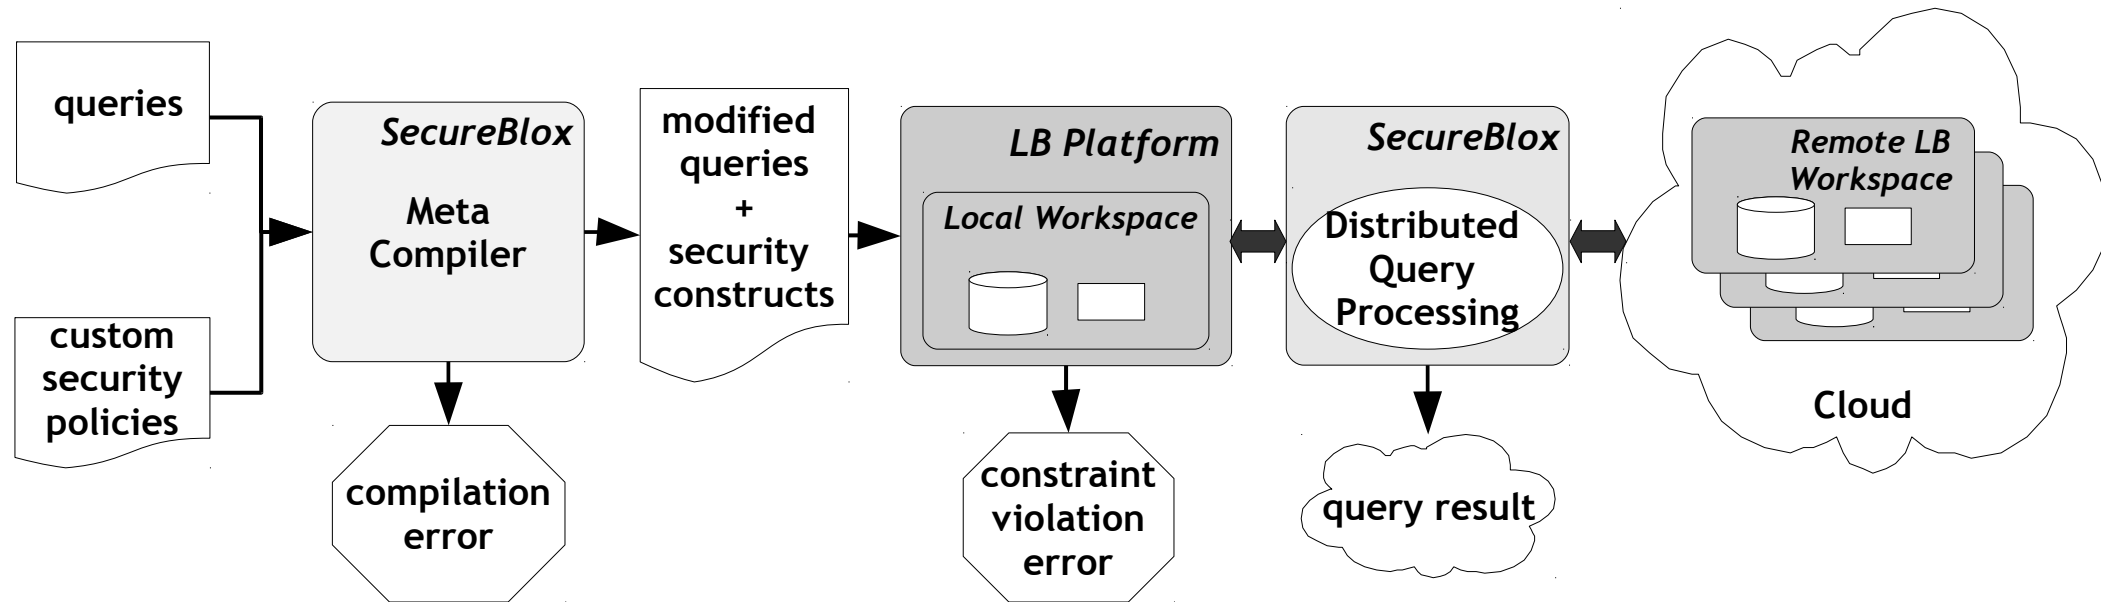 queries
custom
security
policies
SecureBlox
Meta
Compiler
compilation
error
modified
queries
+
security
constructs
LB Platform
Local Workspace
constraint
violation
error
SecureBlox
Distributed
Query
Processing
query result
Remote LB
Workspace
Cloud